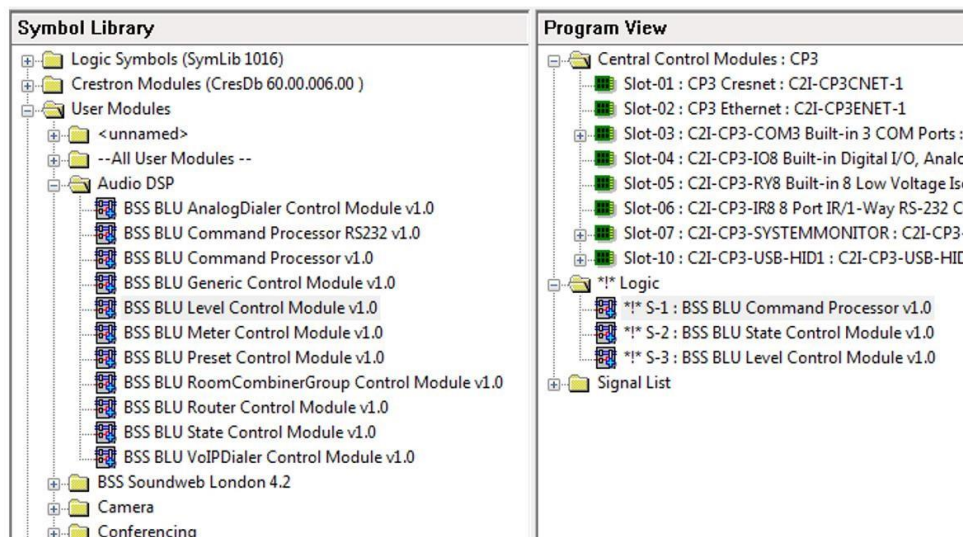 Symbol Library
Logic Symbols (SymLib 1016)
Crestron Modules (CresDb 60.00.006.00 )
User Modules
<unnamed>
--All User Modules --
Audio DSP
BSS BLU AnalogDialer Control Module v1.0
BSS BLU Command Processor RS232 v1.0
BSS BLU Command Processor v1.0
BSS BLU Generic Control Module v1.0
BSS BLU Level Control Module v1.0
BSS BLU Meter Control Module v1.0
BSS BLU Preset Control Module v1.0
BSS BLU RoomCombinerGroup Control Module v1.0
BSS BLU Router Control Module v1.0
BSS BLU State Control Module v1.0
BSS BLU VoIPDialer Control Module v1.0
BSS Soundweb London 4.2
Camera
Conferencing
Program View
Central Control Modules : CP3
Slot-01 : CP3 Cresnet : C2I-CP3CNET-1
Slot-02 : CP3 Ethernet : C2I-CP3ENET-1
Slot-03 : C2I-CP3-COM3 Built-in 3 COM Ports :
Slot-04 : C2I-CP3-IO8 Built-in Digital I/O, Analo
Slot-05 : C2I-CP3-RY8 Built-in 8 Low Voltage Is
Slot-06 : C2I-CP3-IR8 8 Port IR/1-Way RS-232 C
Slot-07 : C2I-CP3-SYSTEMMONITOR : C2I-CP3-
Slot-10 : C2I-CP3-USB-HID1 : C2I-CP3-USB-HID
*!* Logic
*!* S-1 : BSS BLU Command Processor v1.0
*!* S-2 : BSS BLU State Control Module v1.0
*!* S-3 : BSS BLU Level Control Module v1.0
Signal List